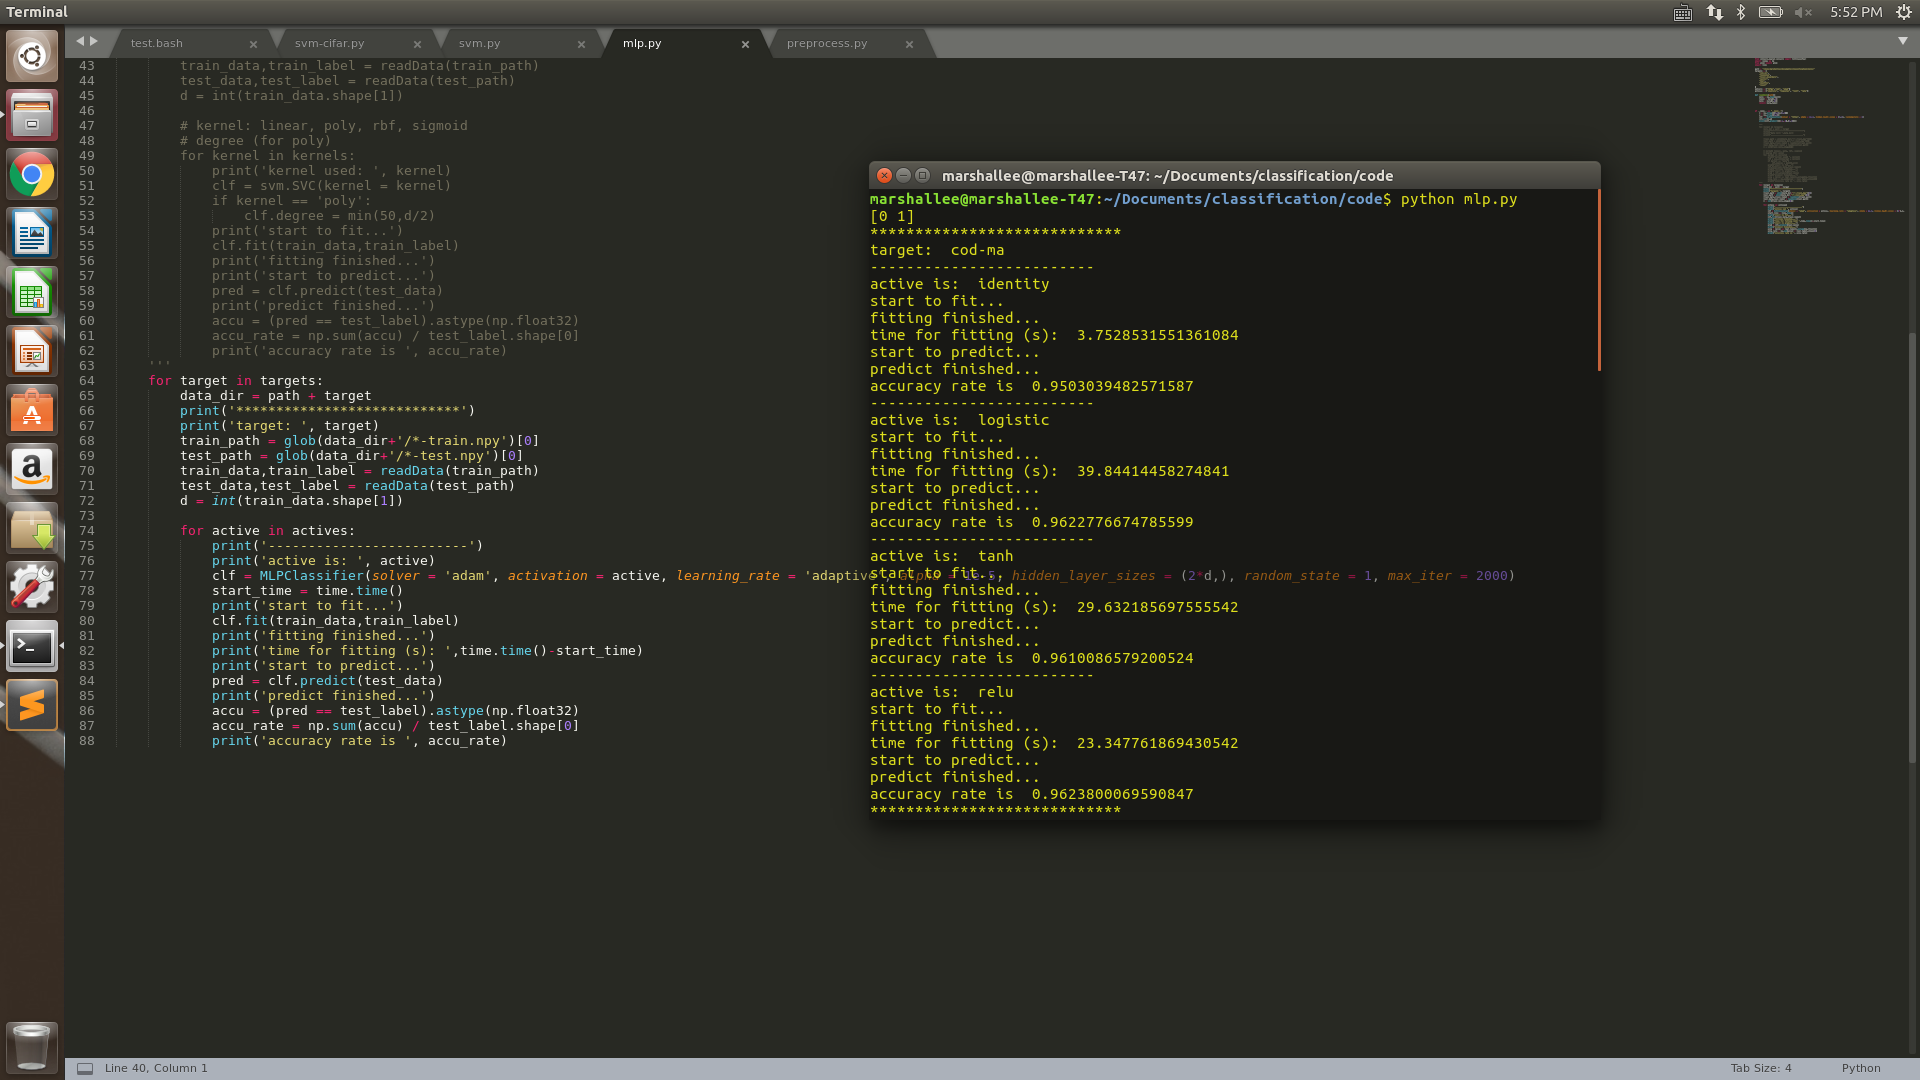 Terminal
5:52 PM
test.bash
svm-cifar.py
svm.py
mlp.py
preprocess.py
43 train_data,train_label = readData(train_path)
44 test_data,test_label = readData(test_path)
45 d = int(train_data.shape[1])
46
47 # kernel: linear, poly, rbf, sigmoid
48 # degree (for poly)
49 for kernel in kernels:
50 print('kernel used: ', kernel)
51 clf = svm.SVC(kernel = kernel)
52 if kernel == 'poly':
53 clf.degree = min(50,d/2)
54 print('start to fit...')
55 clf.fit(train_data,train_label)
56 print('fitting finished...')
57 print('start to predict...')
58 pred = clf.predict(test_data)
59 print('predict finished...')
60 accu = (pred == test_label).astype(np.float32)
61 accu_rate = np.sum(accu) / test_label.shape[0]
62 print('accuracy rate is ', accu_rate)
63 '''
64 for target in targets:
65 data_dir = path + target
66 print('****************************')
67 print('target: ', target)
68 train_path = glob(data_dir+'/*-train.npy')[0]
69 test_path = glob(data_dir+'/*-test.npy')[0]
70 train_data,train_label = readData(train_path)
71 test_data,test_label = readData(test_path)
72 d = int(train_data.shape[1])
73
74 for active in actives:
75 print('-------------------------')
76 print('active is: ', active)
77 clf = MLPClassifier(solver = 'adam', activation = active, learning_rate = 'adaptive', alpha = 1e-5, hidden_layer_sizes = (2*d,), random_state = 1, max_iter = 2000)
78 start_time = time.time()
79 print('start to fit...')
80 clf.fit(train_data,train_label)
81 print('fitting finished...')
82 print('time for fitting (s): ',time.time()-start_time)
83 print('start to predict...')
84 pred = clf.predict(test_data)
85 print('predict finished...')
86 accu = (pred == test_label).astype(np.float32)
87 accu_rate = np.sum(accu) / test_label.shape[0]
88 print('accuracy rate is ', accu_rate)
marshallee@marshallee-T47: ~/Documents/classification/code
marshallee@marshallee-T47:~/Documents/classification/code$ python mlp.py
[0 1]
****************************
target:  cod-ma
-------------------------
active is:  identity
start to fit...
fitting finished...
time for fitting (s):  3.7528531551361084
start to predict...
predict finished...
accuracy rate is  0.9503039482571587
-------------------------
active is:  logistic
start to fit...
fitting finished...
time for fitting (s):  39.84414458274841
start to predict...
predict finished...
accuracy rate is  0.9622776674785599
-------------------------
active is:  tanh
start to fit...
fitting finished...
time for fitting (s):  29.632185697555542
start to predict...
predict finished...
accuracy rate is  0.9610086579200524
-------------------------
active is:  relu
start to fit...
fitting finished...
time for fitting (s):  23.347761869430542
start to predict...
predict finished...
accuracy rate is  0.9623800069590847
****************************
Line 40, Column 1
Tab Size: 4
Python